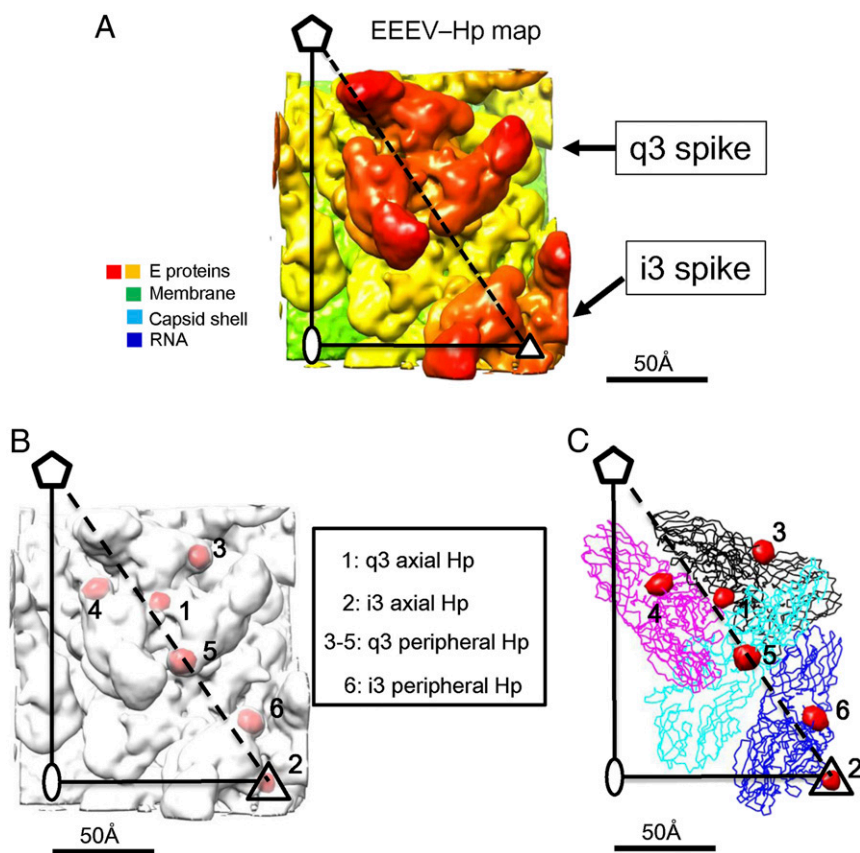 A
EEEV–Hp map
q3 spike
i3 spike
E proteins
Membrane
Capsid shell
RNA
50Å
B
3
4
1
5
6
2
1: q3 axial Hp
2: i3 axial Hp
3-5: q3 peripheral Hp
6: i3 peripheral Hp
50Å
C
3
4
1
5
6
2
50Å